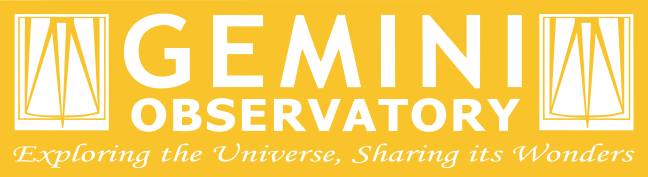 GEMINI
OBSERVATORY
Exploring the Universe, Sharing its Wonders